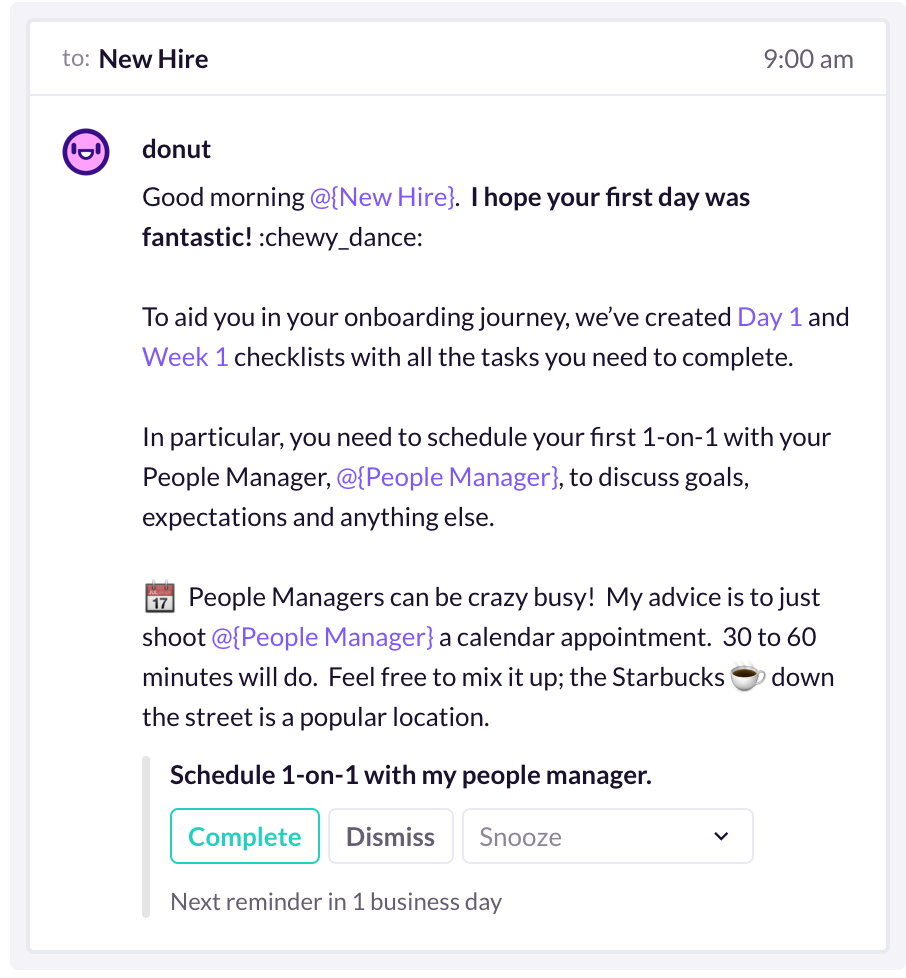 to: New Hire 9:00 am
donut
Good morning @{New Hire}.  I hope your first day was
fantastic! :chewy_dance:
To aid you in your onboarding journey, we’ve created Day 1 and
Week 1 checklists with all the tasks you need to complete.
In particular, you need to schedule your first 1-on-1 with your
People Manager, @{People Manager}, to discuss goals,
expectations and anything else.
📅  People Managers can be crazy busy!  My advice is to just
shoot @{People Manager} a calendar appointment.  30 to 60
minutes will do.  Feel free to mix it up; the Starbucks ☕ down
the street is a popular location.
Schedule 1-on-1 with my people manager.
Complete Dismiss Snooze
Next reminder in 1 business day